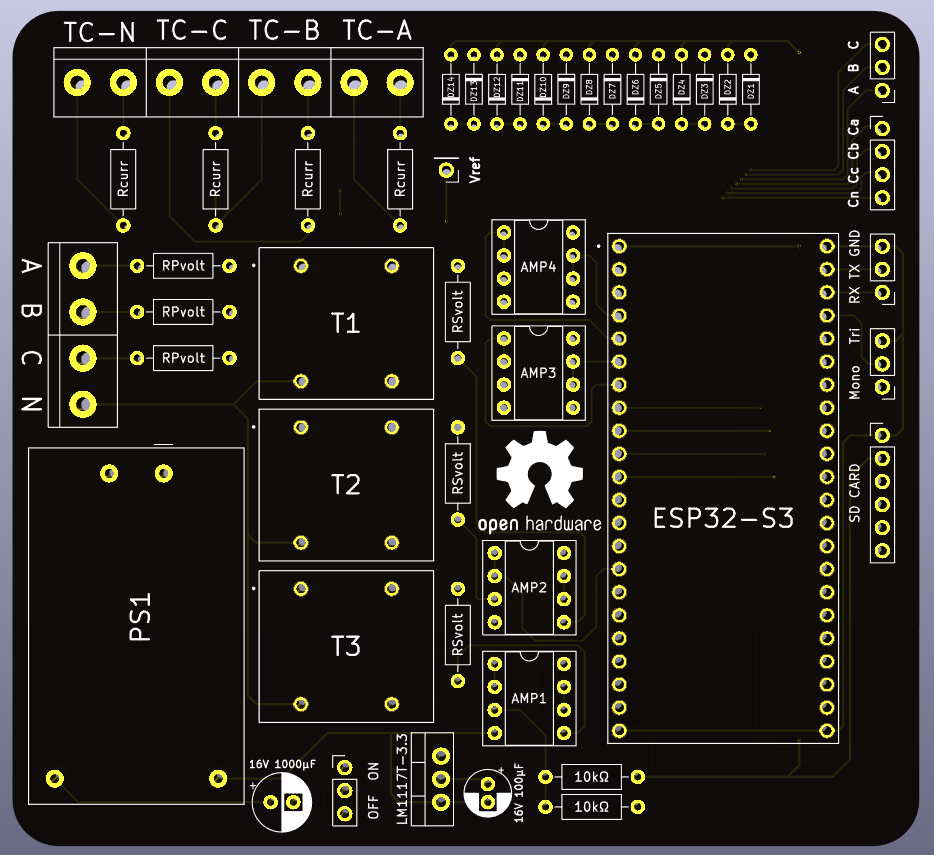 TC-N TC-C TC-B TC-A
DZ14 DZ13 DZ12 DZ11 DZ10 DZ9 DZ8 DZ7 DZ6 DZ5 DZ4 DZ3 DZ2 DZ1
A B C
Rcurr Rcurr Rcurr Rcurr
Vref
Cn Cc Cb Ca
A
B
C
N
RPvolt
RPvolt
RPvolt
T1
RSvolt
AMP4
AMP3
RX TX GND
Mono Tri
T2
RSvolt
open hardware
ESP32-S3
SD CARD
PS1
T3
RSvolt
AMP2
AMP1
16V 1000µF
+
OFF ON
LM1117T-3.3
+
16V 100µF
10kΩ
10kΩ